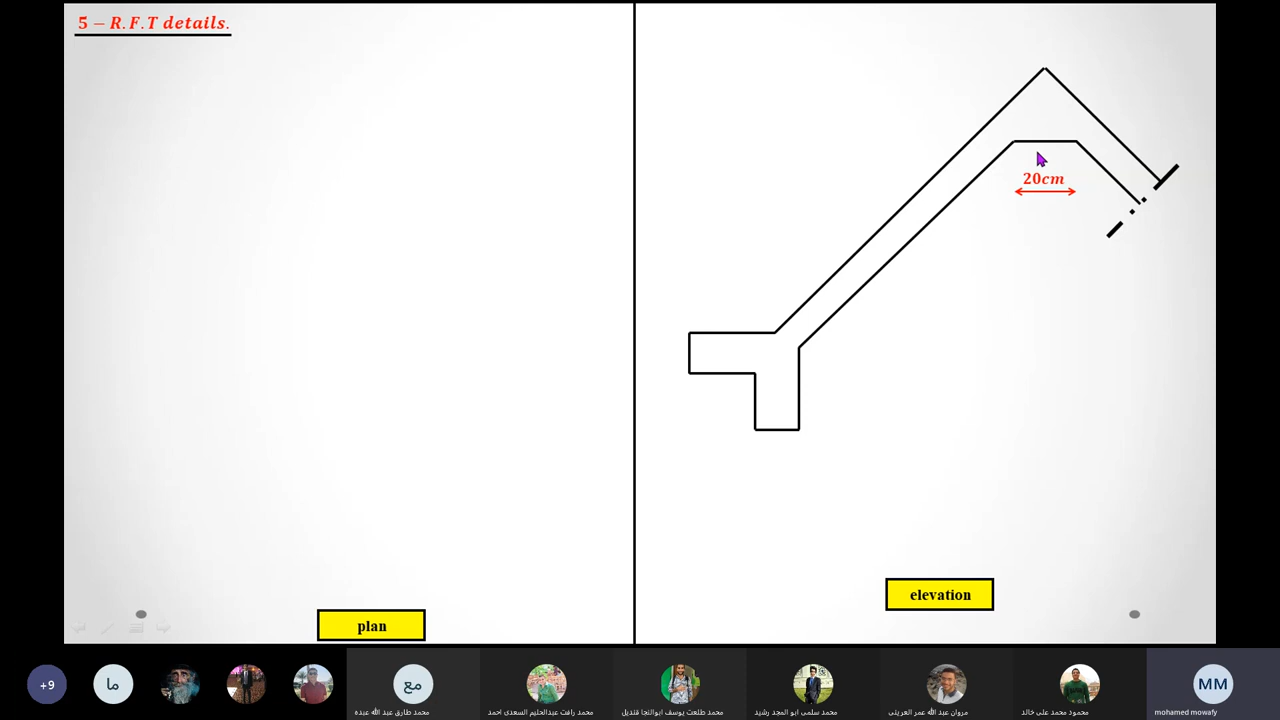 5 – R.F.T details.
20cm
elevation
plan
+9
ما
مع
MM
محمد طارق عبد الله عبده
محمد رافت عبدالحليم السعدى احمد
محمد طلعت يوسف ابوالنجا قنديل
محمد سلمى ابو المجد رشيد
مروان عبد الله عمر العرينى
محمود محمد على خالد
mohamed mowafy